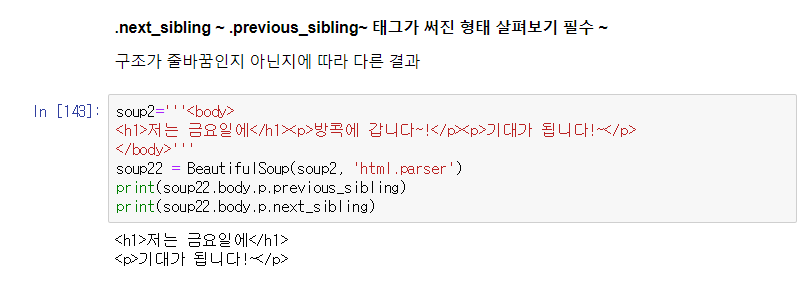 .next_sibling ~ .previous_sibling~ 태그가 써진 형태 살펴보기 필수 ~
구조가 줄바꿈인지 아닌지에 따라 다른 결과
In [143]: soup2='''<body>
<h1>저는 금요일에</h1><p>방콕에 갑니다~!</p><p>기대가 됩니다!~</p>
</body>'''
soup22 = BeautifulSoup(soup2, 'html.parser')
print(soup22.body.p.previous_sibling)
print(soup22.body.p.next_sibling)
<h1>저는 금요일에</h1>
<p>기대가 됩니다!~</p>